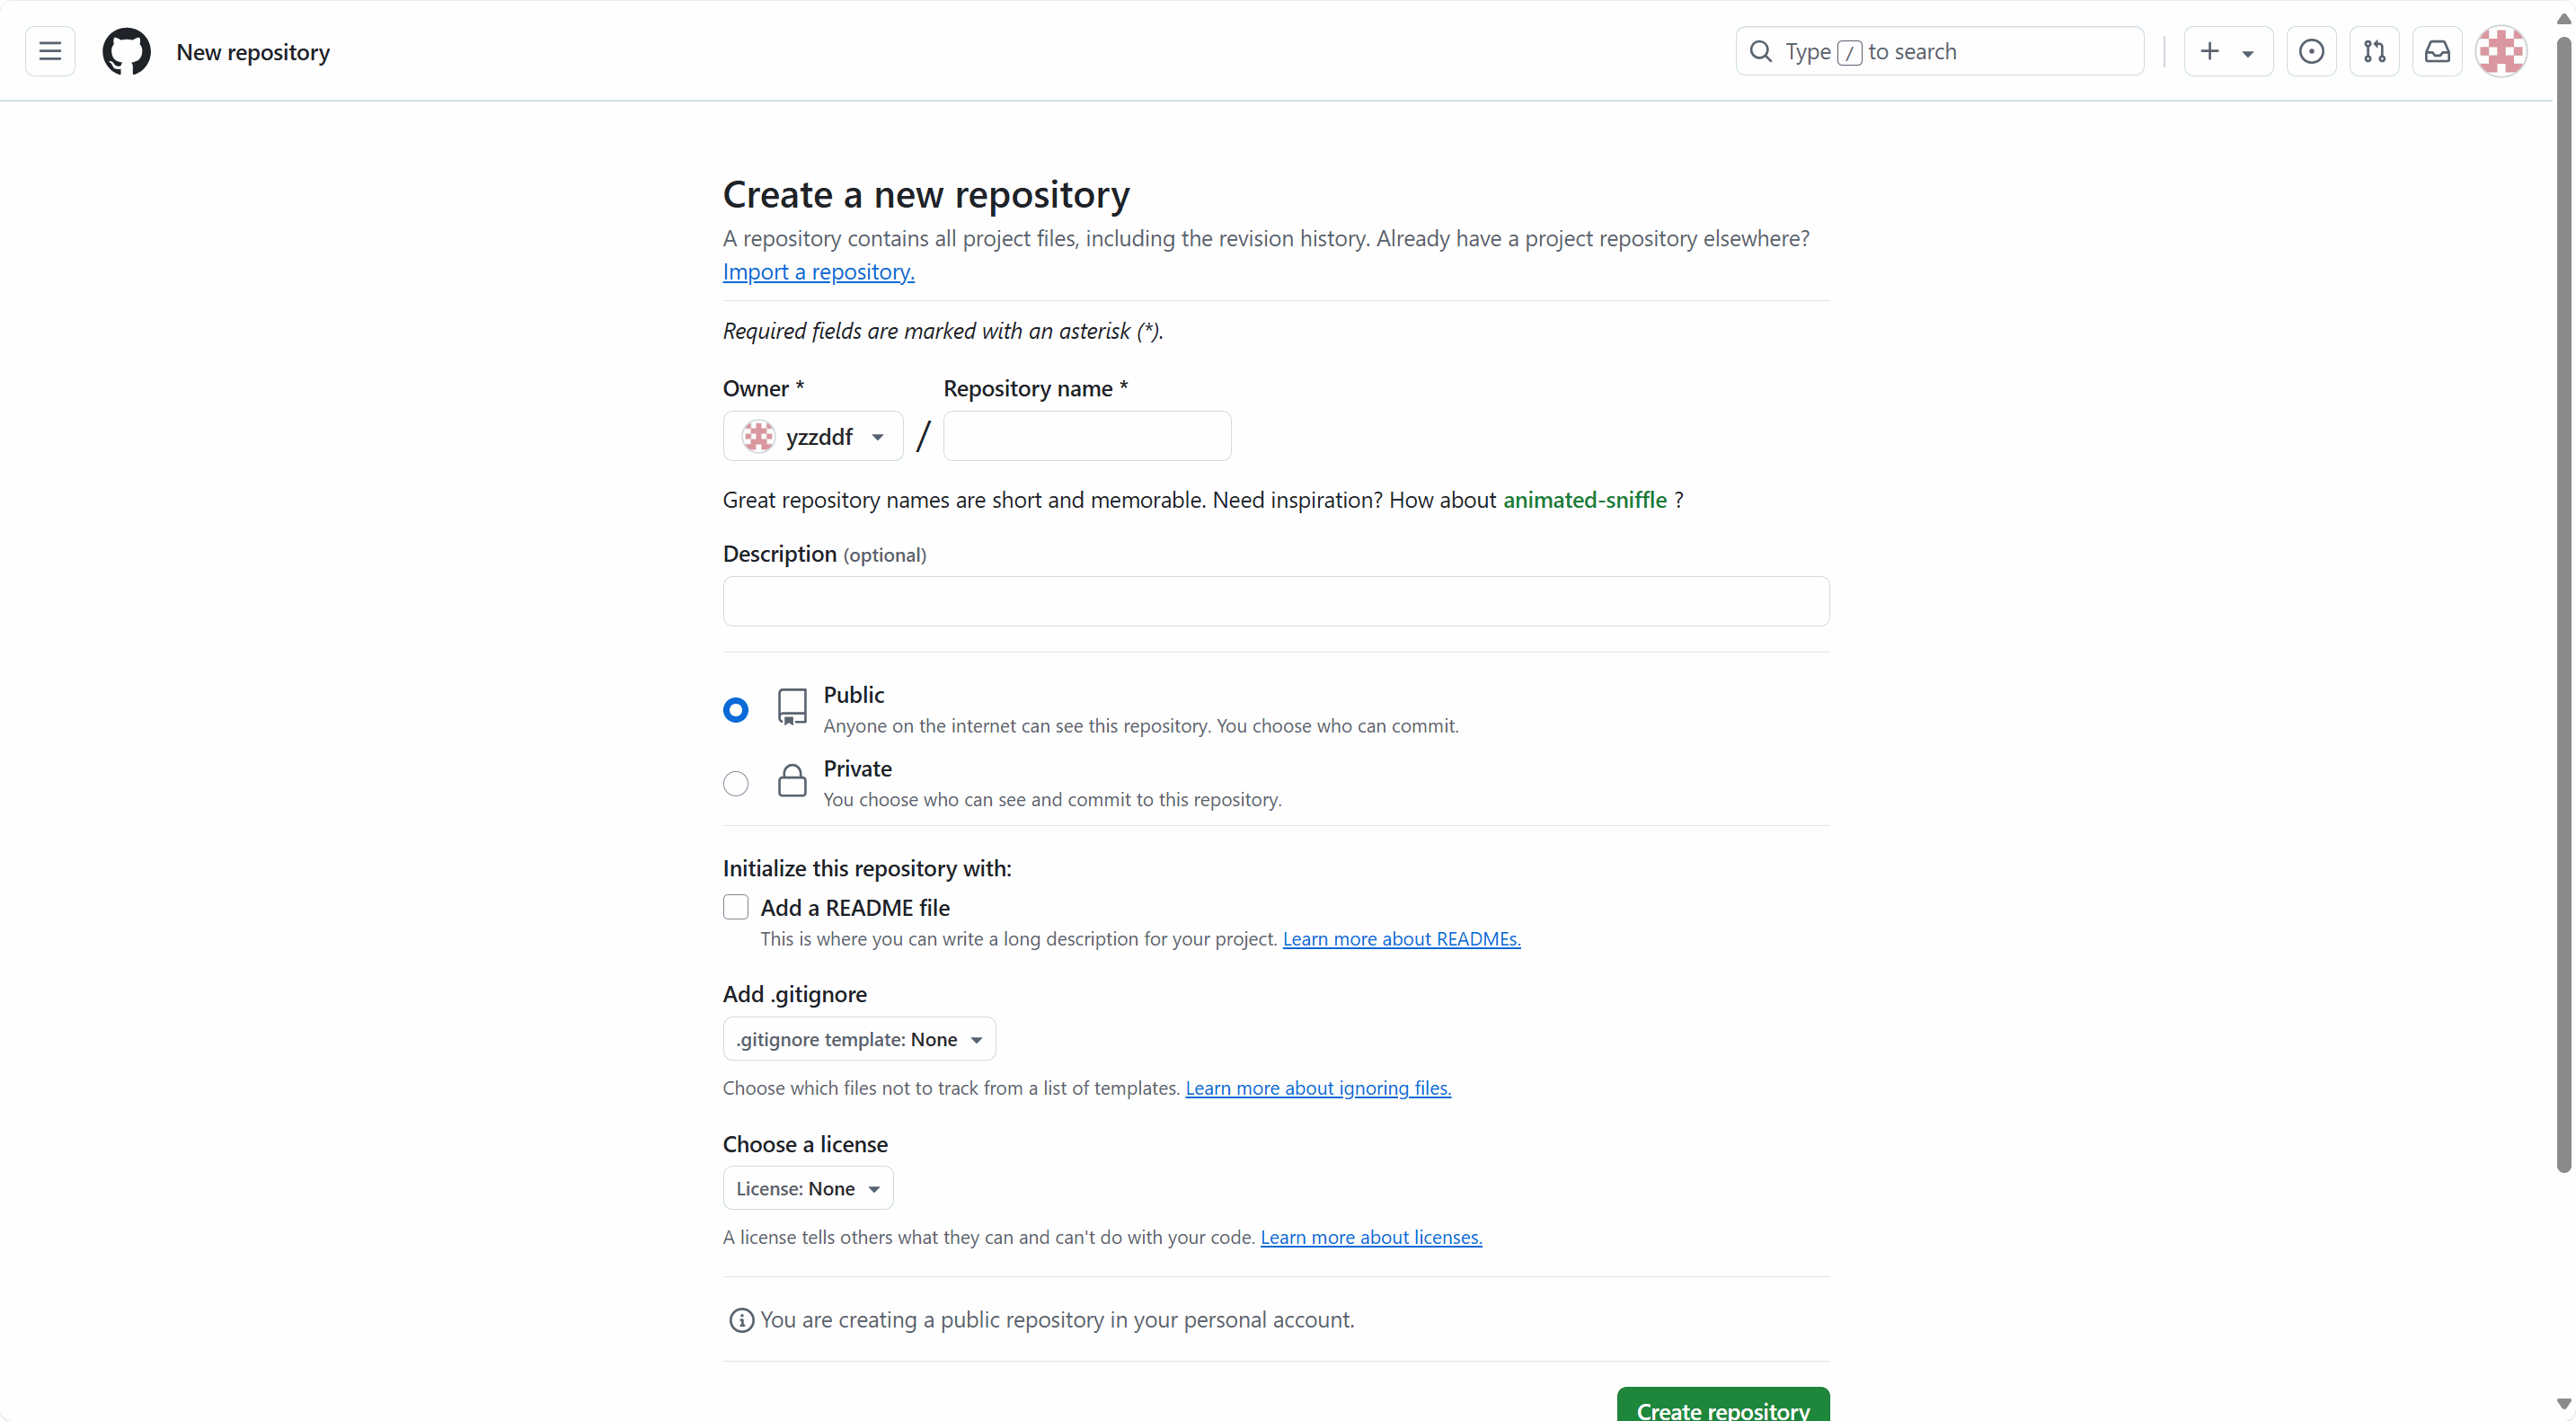 New repository
Type / to search
Create a new repository
A repository contains all project files, including the revision history. Already have a project repository elsewhere?
Import a repository.
Required fields are marked with an asterisk (*).
Owner *
Repository name *
yzzddf
/
Great repository names are short and memorable. Need inspiration? How about animated-sniffle ?
Description (optional)
Public
Anyone on the internet can see this repository. You choose who can commit.
Private
You choose who can see and commit to this repository.
Initialize this repository with:
Add a README file
This is where you can write a long description for your project. Learn more about READMEs.
Add .gitignore
.gitignore template: None
Choose which files not to track from a list of templates. Learn more about ignoring files.
Choose a license
License: None
A license tells others what they can and can't do with your code. Learn more about licenses.
You are creating a public repository in your personal account.
Create repository